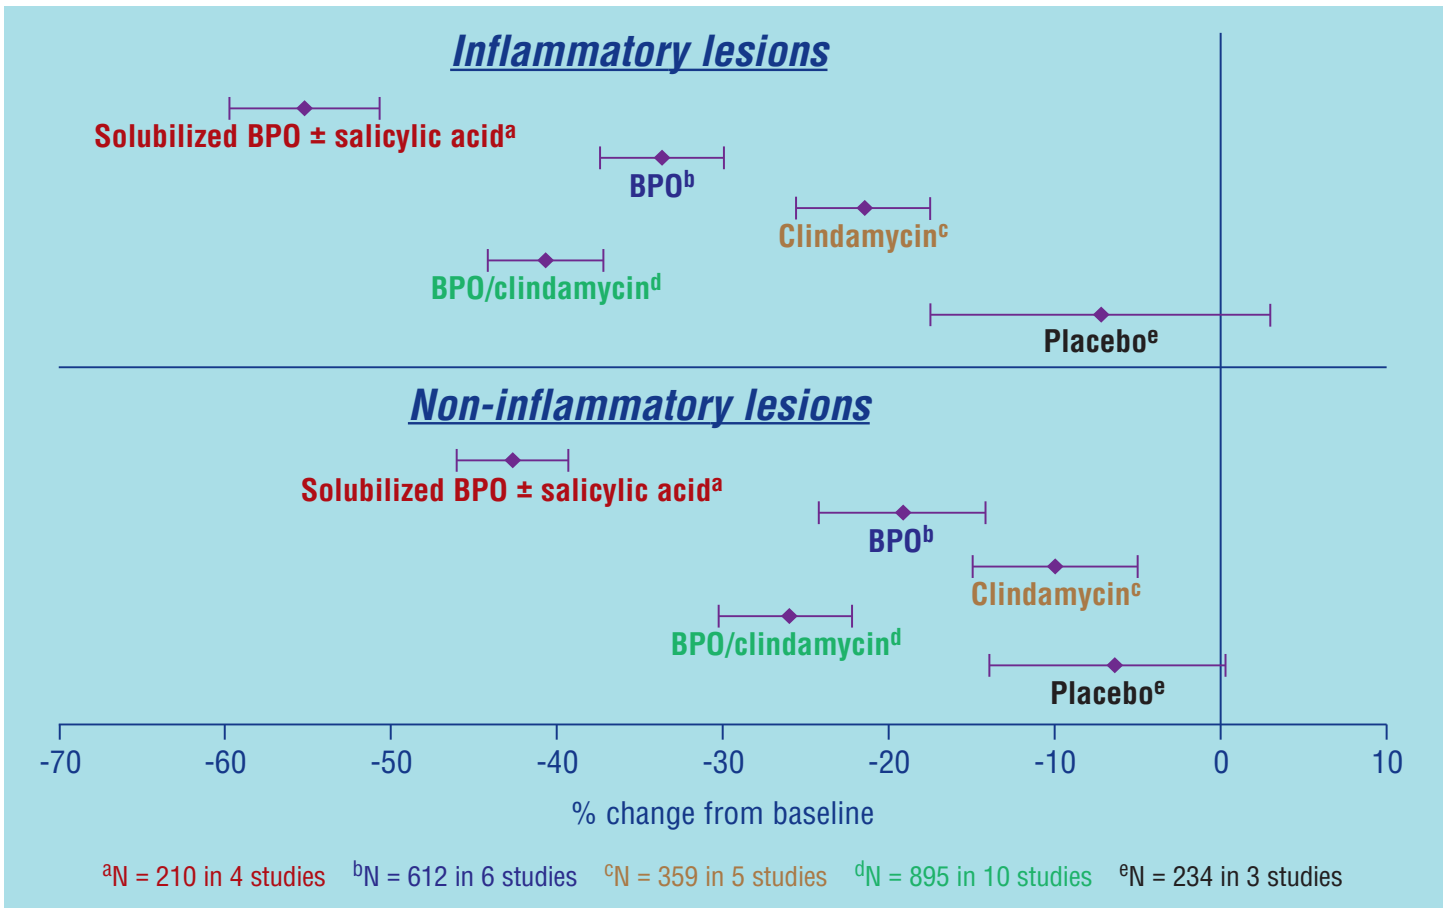 Inflammatory lesions
Solubilized BPO ± salicylic acidᵃ
BPOᵇ
Clindamycinᶜ
BPO/clindamycinᵈ
Placeboᵉ
Non-inflammatory lesions
Solubilized BPO ± salicylic acidᵃ
BPOᵇ
Clindamycinᶜ
BPO/clindamycinᵈ
Placeboᵉ
-70 -60 -50 -40 -30 -20 -10 0 10
% change from baseline
ᵃN = 210 in 4 studies ᵇN = 612 in 6 studies ᶜN = 359 in 5 studies ᵈN = 895 in 10 studies ᵉN = 234 in 3 studies